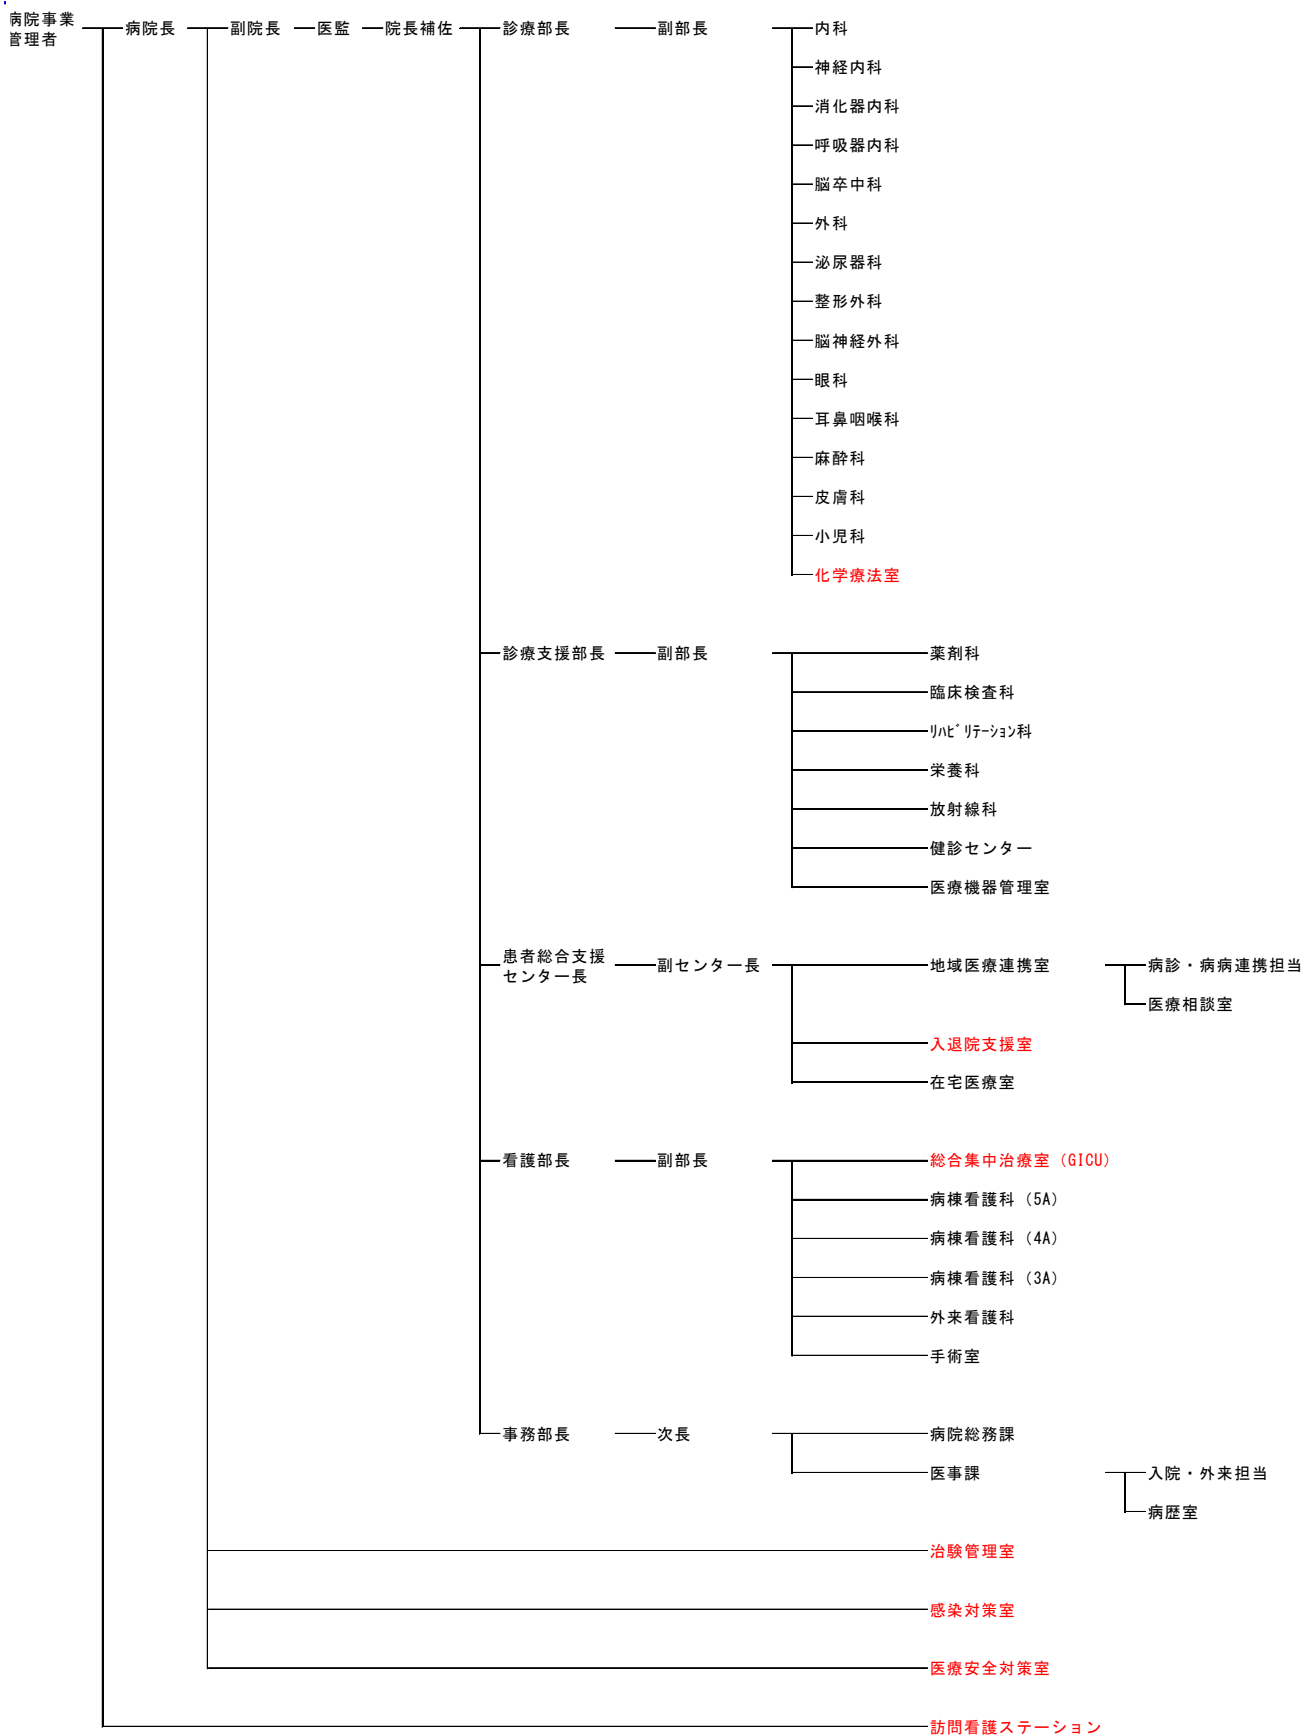 病院事業
管理者
病院長
副院長
医監
院長補佐
診療部長
副部長
内科
神経内科
消化器内科
呼吸器内科
脳卒中科
外科
泌尿器科
整形外科
脳神経外科
眼科
耳鼻咽喉科
麻酔科
皮膚科
小児科
化学療法室
診療支援部長
副部長
薬剤科
臨床検査科
ﾘﾊﾋﾞﾘﾃｰｼｮﾝ科
栄養科
放射線科
健診センター
医療機器管理室
患者総合支援
センター長
副センター長
地域医療連携室
病診・病病連携担当
医療相談室
入退院支援室
在宅医療室
看護部長
副部長
総合集中治療室（GICU）
病棟看護科（5A）
病棟看護科（4A）
病棟看護科（3A）
外来看護科
手術室
事務部長
次長
病院総務課
医事課
入院・外来担当
病歴室
治験管理室
感染対策室
医療安全対策室
訪問看護ステーション